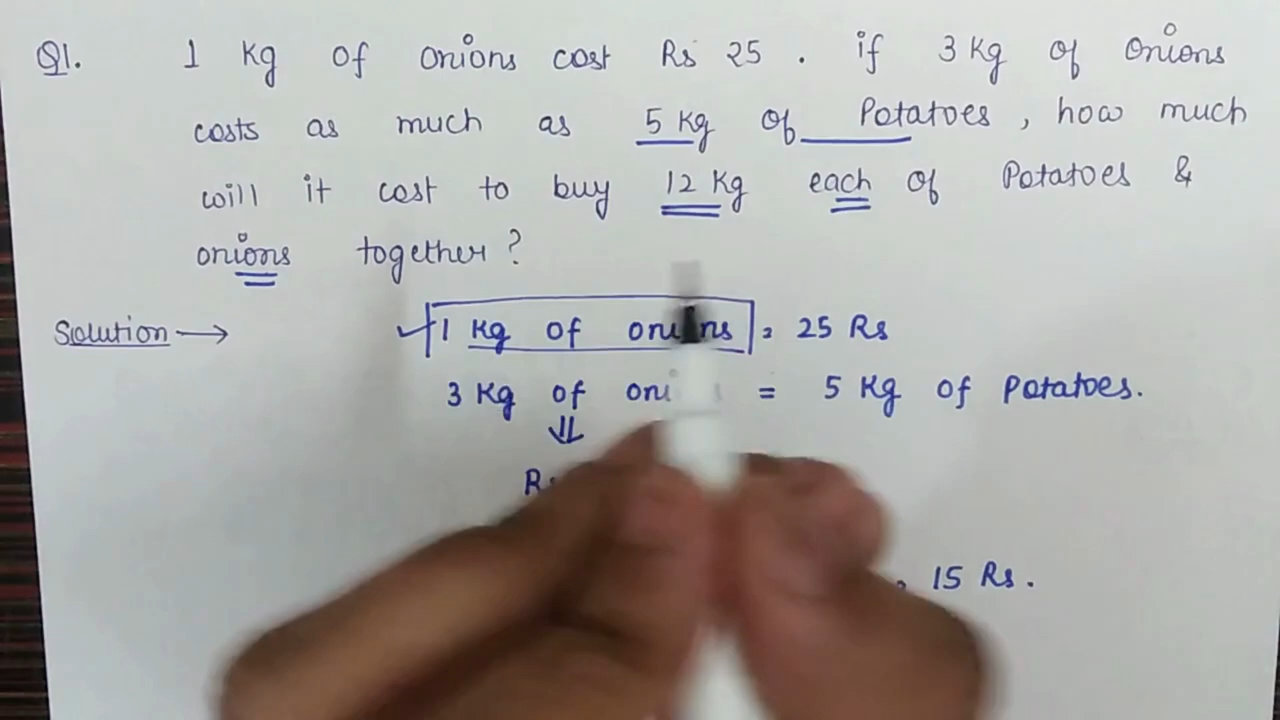 Q1. 1 Kg of onions cost Rs 25 . if 3 Kg of onions
costs as much as 5 Kg of Potatoes , how much
will it cost to buy 12 Kg each of Potatoes &
onions together ?
Solution → 1 Kg of onions = 25 Rs
3 Kg of = 5 Kg of Potatoes.
15 Rs.